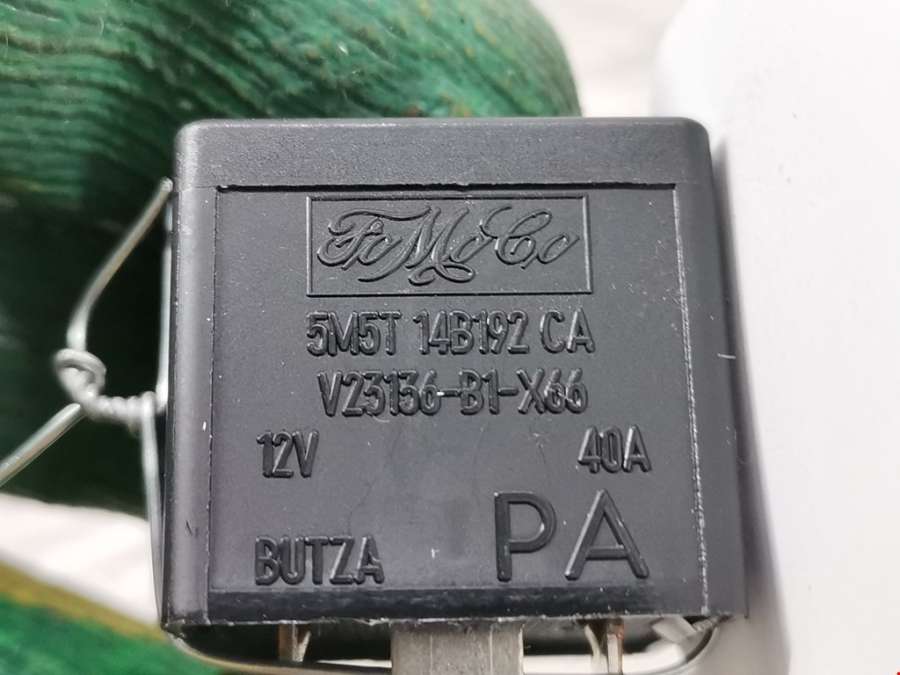 FoMoCo
5M5T 14B192 CA
V23136-B1-X66
12V 40A
BUTZA PA